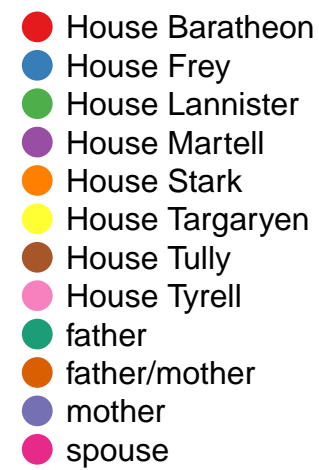 House Baratheon
House Frey
House Lannister
House Martell
House Stark
House Targaryen
House Tully
House Tyrell
father
father/mother
mother
spouse